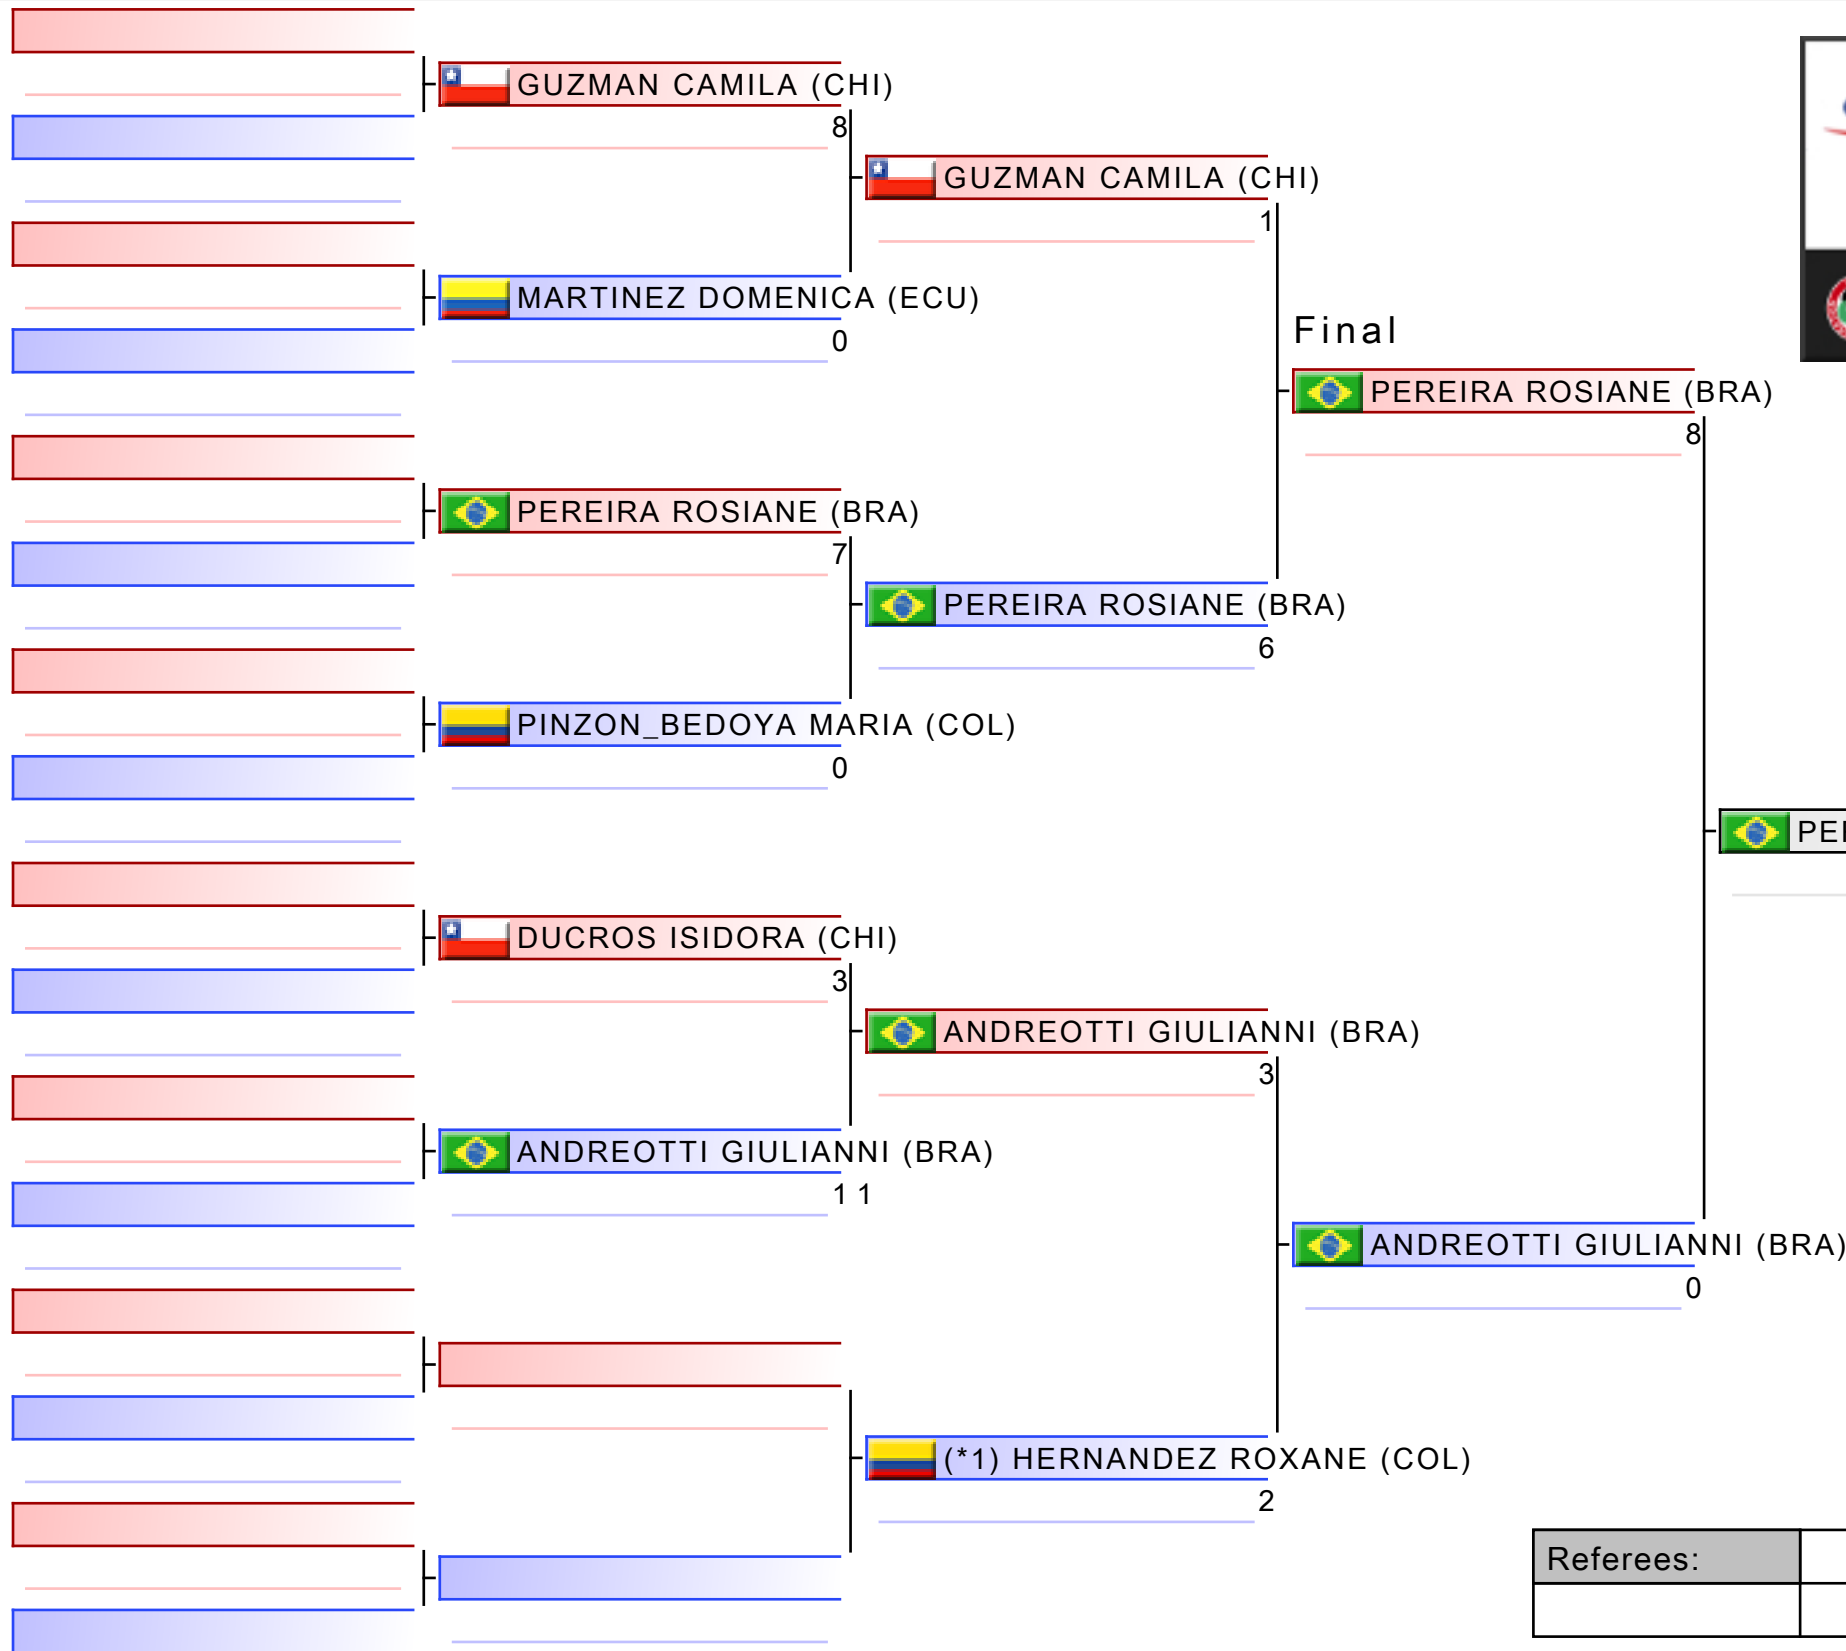 GUZMAN CAMILA (CHI)
8
GUZMAN CAMILA (CHI)
1
MARTINEZ DOMENICA (ECU)
0
Final
PEREIRA ROSIANE (BRA)
8
PEREIRA ROSIANE (BRA)
7
PEREIRA ROSIANE (BRA)
6
PINZON_BEDOYA MARIA (COL)
0
DUCROS ISIDORA (CHI)
3
ANDREOTTI GIULIANNI (BRA)
3
ANDREOTTI GIULIANNI (BRA)
11
ANDREOTTI GIULIANNI (BRA)
0
(*1) HERNANDEZ ROXANE (COL)
2
Referees: